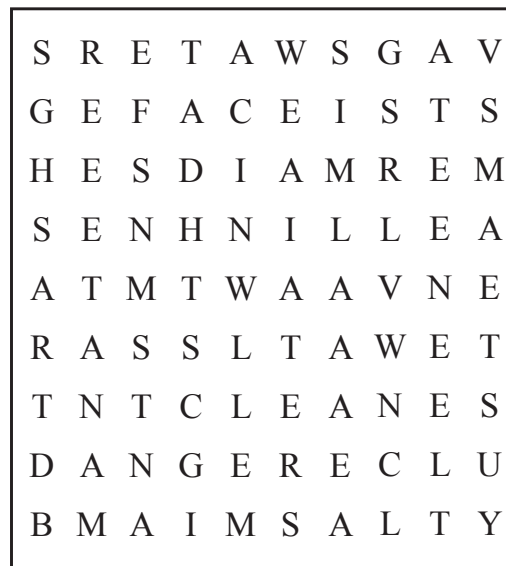 S R E T A W S G A V
G E F A C E I S T S
H E S D I A M R E M
S E N H N I L L E A
A T M T W A A V N E
R A S S L T A W E T
T N T C L E A N E S
D A N G E R E C L U
B M A I M S A L T Y